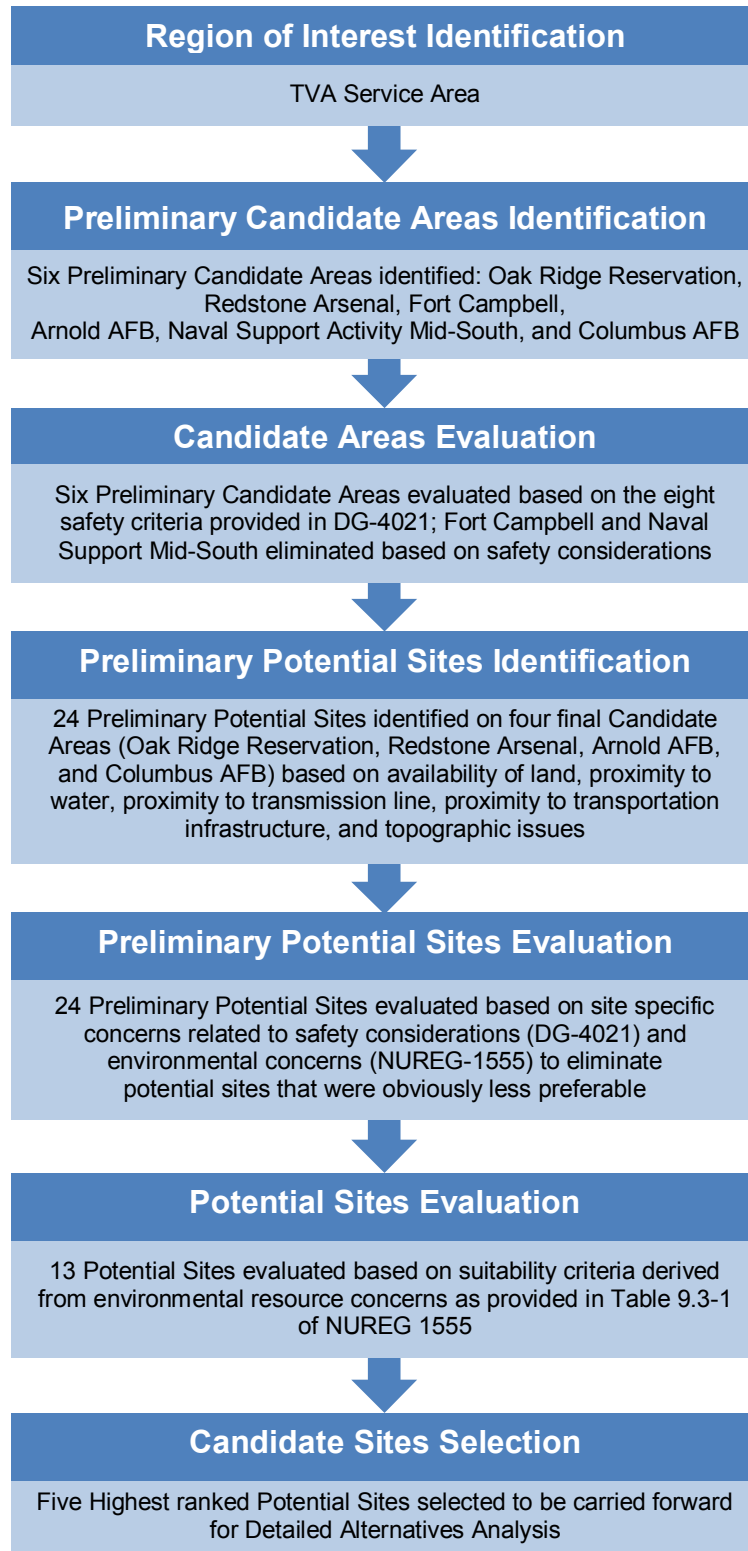 Region of Interest Identification
TVA Service Area
Preliminary Candidate Areas Identification
Six Preliminary Candidate Areas identified: Oak Ridge Reservation,
Redstone Arsenal, Fort Campbell,
Arnold AFB, Naval Support Activity Mid-South, and Columbus AFB
Candidate Areas Evaluation
Six Preliminary Candidate Areas evaluated based on the eight
safety criteria provided in DG-4021; Fort Campbell and Naval
Support Mid-South eliminated based on safety considerations
Preliminary Potential Sites Identification
24 Preliminary Potential Sites identified on four final Candidate
Areas (Oak Ridge Reservation, Redstone Arsenal, Arnold AFB,
and Columbus AFB) based on availability of land, proximity to
water, proximity to transmission line, proximity to transportation
infrastructure, and topographic issues
Preliminary Potential Sites Evaluation
24 Preliminary Potential Sites evaluated based on site specific
concerns related to safety considerations (DG-4021) and
environmental concerns (NUREG-1555) to eliminate
potential sites that were obviously less preferable
Potential Sites Evaluation
13 Potential Sites evaluated based on suitability criteria derived
from environmental resource concerns as provided in Table 9.3-1
of NUREG 1555
Candidate Sites Selection
Five Highest ranked Potential Sites selected to be carried forward
for Detailed Alternatives Analysis